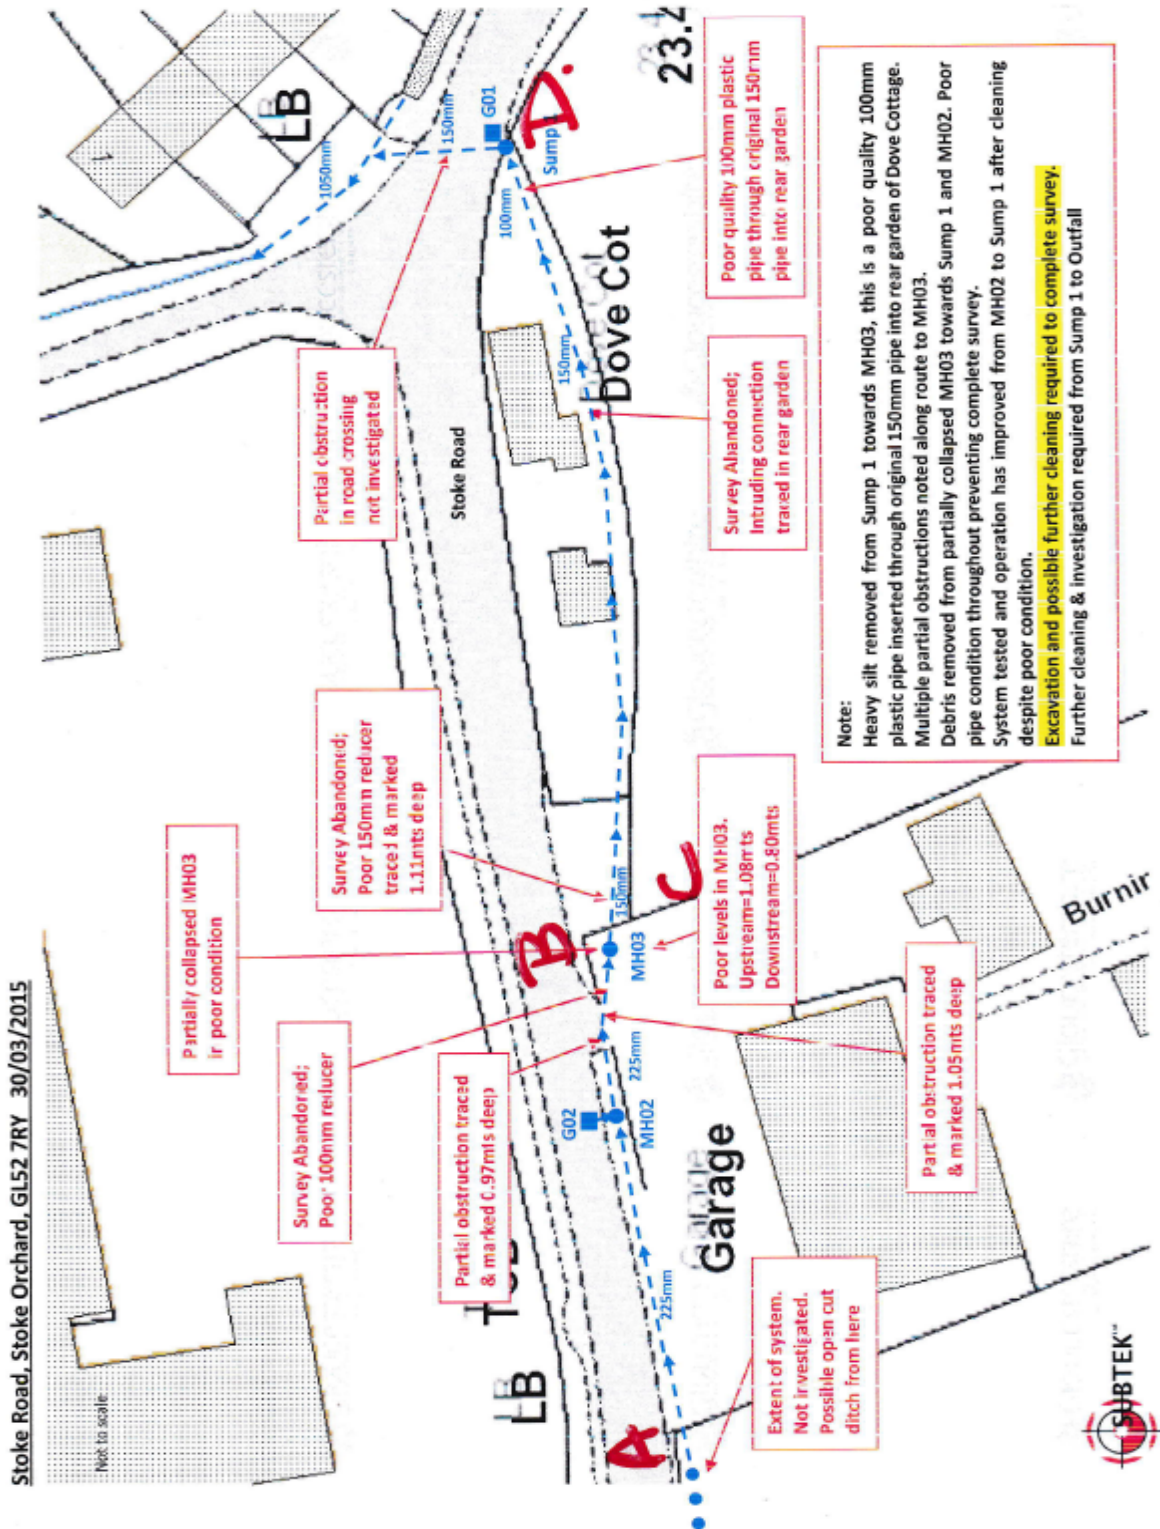 Stoke Road, Stoke Orchard, GL52 7RY 30/03/2015
Not to scale
Partially collapsed MH03
in poor condition
Survey Abandoned;
Poor 100mm reducer
Survey Abandoned;
Poor 150mm reducer
traced & marked
1.11mts deep
Partial obstruction
in road crossing
not investigated
Partial obstruction traced
& marked 0.97mts deep
LB
LB
1
1050mm
150mm
G01
Sump 1
D.
23.4
Stoke Road
100mm
150mm
Dove Cot
A
B
C
225mm
G02
MH02
225mm
MH03
150mm
Garage
Burnin
Extent of system.
Not investigated.
Possible open cut
ditch from here
Partial obstruction traced
& marked 1.05mts deep
Poor levels in MH03.
Upstream=1.08mts
Downstream=0.80mts
Survey Abandoned;
Intruding connection
traced in rear garden
Poor quality 100mm plastic
pipe through original 150mm
pipe into rear garden
Note:
Heavy silt removed from Sump 1 towards MH03, this is a poor quality 100mm
plastic pipe inserted through original 150mm pipe into rear garden of Dove Cottage.
Multiple partial obstructions noted along route to MH03.
Debris removed from partially collapsed MH03 towards Sump 1 and MH02. Poor
pipe condition throughout preventing complete survey.
System tested and operation has improved from MH02 to Sump 1 after cleaning
despite poor condition.
Excavation and possible further cleaning required to complete survey.
Further cleaning & investigation required from Sump 1 to Outfall
SUBTEK